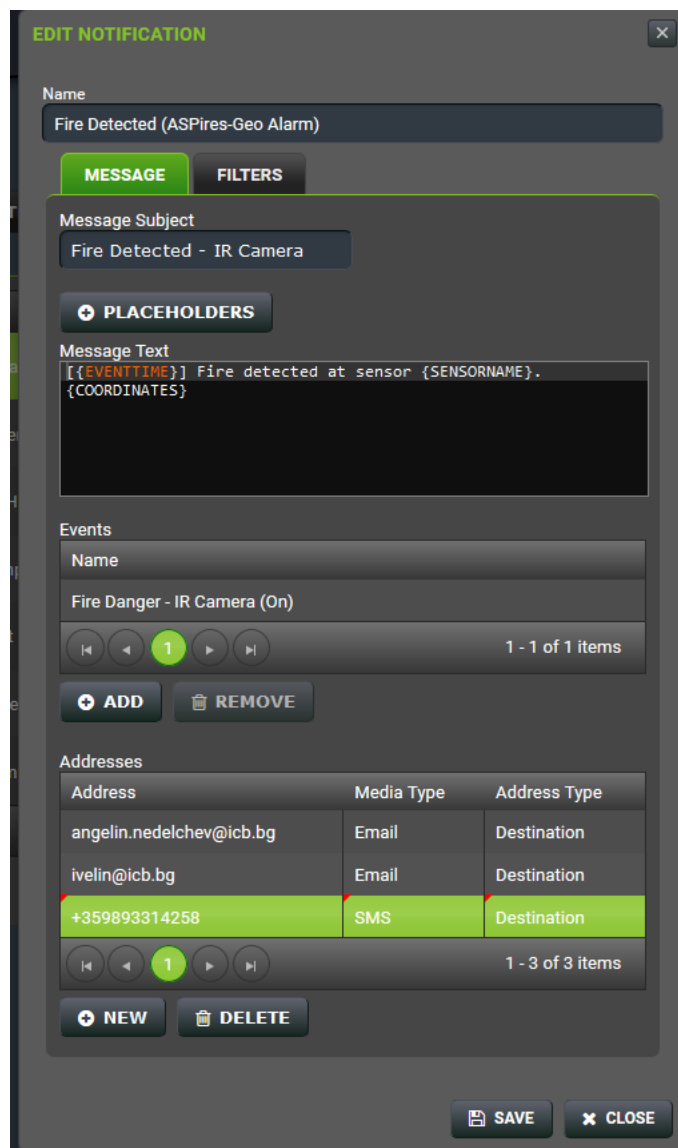 EDIT NOTIFICATION
Name
Fire Detected (ASPires-Geo Alarm)
MESSAGE FILTERS
Message Subject
Fire Detected - IR Camera
PLACEHOLDERS
Message Text
[{EVENTTIME}] Fire detected at sensor {SENSORNAME}.
{COORDINATES}
Events
Name
Fire Danger - IR Camera (On)
1 1 - 1 of 1 items
ADD REMOVE
Addresses
Address Media Type Address Type
angelin.nedelchev@icb.bg Email Destination
ivelin@icb.bg Email Destination
+359893314258 SMS Destination
1 1 - 3 of 3 items
NEW DELETE
SAVE CLOSE